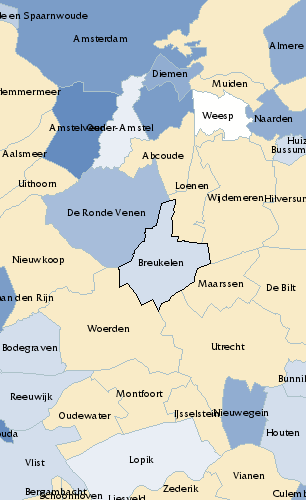 e en Spaarnwoude
Amsterdam
Almere
Diemen
Muiden
lemmermeer
Weesp
Naarden
Amstelveen
Ouder-Amstel
Huiz
Bussum
Aalsmeer
Abcoude
Uithoorn
Loenen
Wijdemeren
Hilversum
De Ronde Venen
Nieuwkoop
Breukelen
Maarssen
De Bilt
an den Rijn
Woerden
Utrecht
Bodegraven
Bunnik
Reeuwijk
Montfoort
Oudewater
IJsselstein
Nieuwegein
Houten
ouda
Vlist
Lopik
Vianen
Bergambacht
Schoonhoven
Liesveld
Zederik
Culemb